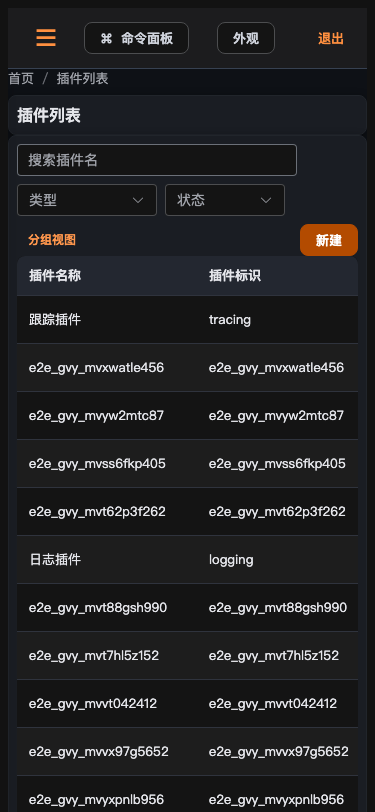 ⌘ 命令面板 外观 退出
首页 / 插件列表
插件列表
搜索插件名
类型 状态
分组视图 新建
插件名称 插件标识
跟踪插件 tracing
e2e_gvy_mvxwatle456 e2e_gvy_mvxwatle456
e2e_gvy_mvyw2mtc87 e2e_gvy_mvyw2mtc87
e2e_gvy_mvss6fkp405 e2e_gvy_mvss6fkp405
e2e_gvy_mvt62p3f262 e2e_gvy_mvt62p3f262
日志插件 logging
e2e_gvy_mvt88gsh990 e2e_gvy_mvt88gsh990
e2e_gvy_mvt7hl5z152 e2e_gvy_mvt7hl5z152
e2e_gvy_mvvt042412 e2e_gvy_mvvt042412
e2e_gvy_mvvx97g5652 e2e_gvy_mvvx97g5652
e2e_gvy_mvyxpnlb956 e2e_gvy_mvyxpnlb956